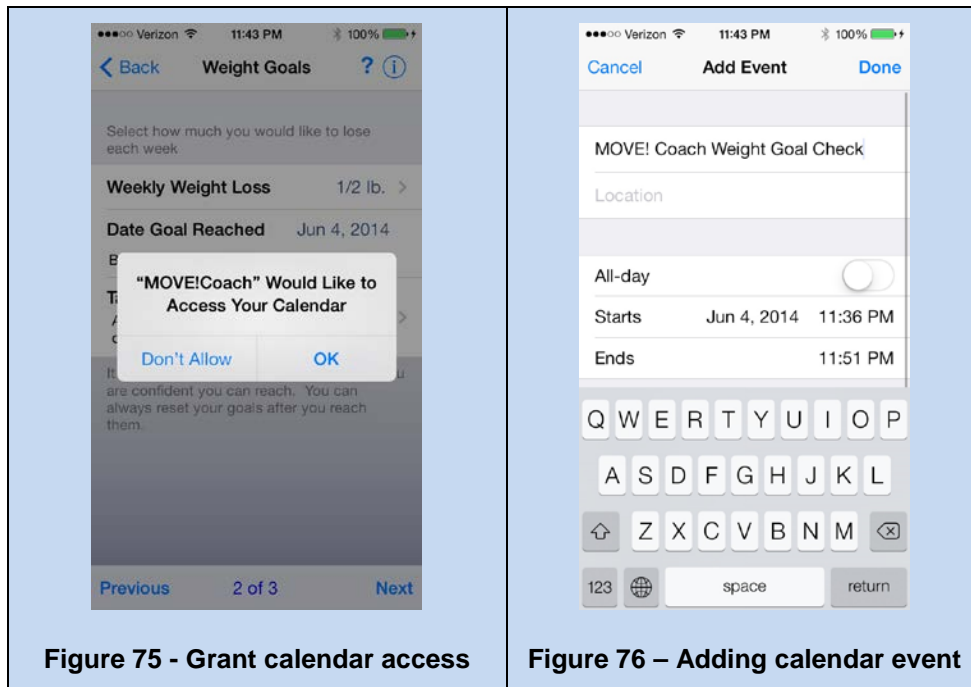 Verizon 11:43 PM 100%
Back Weight Goals ?
Select how much you would like to lose
each week
Weekly Weight Loss 1/2 lb. >
Date Goal Reached Jun 4, 2014
"MOVE!Coach" Would Like to
Access Your Calendar
Don't Allow OK
are confident you can reach. You can
always reset your goals after you reach
them.
Previous 2 of 3 Next
Figure 75 - Grant calendar access
Verizon 11:43 PM 100%
Cancel Add Event Done
MOVE! Coach Weight Goal Check
Location
All-day
Starts Jun 4, 2014 11:36 PM
Ends 11:51 PM
Q W E R T Y U I O P
A S D F G H J K L
Z X C V B N M
123 space return
Figure 76 – Adding calendar event